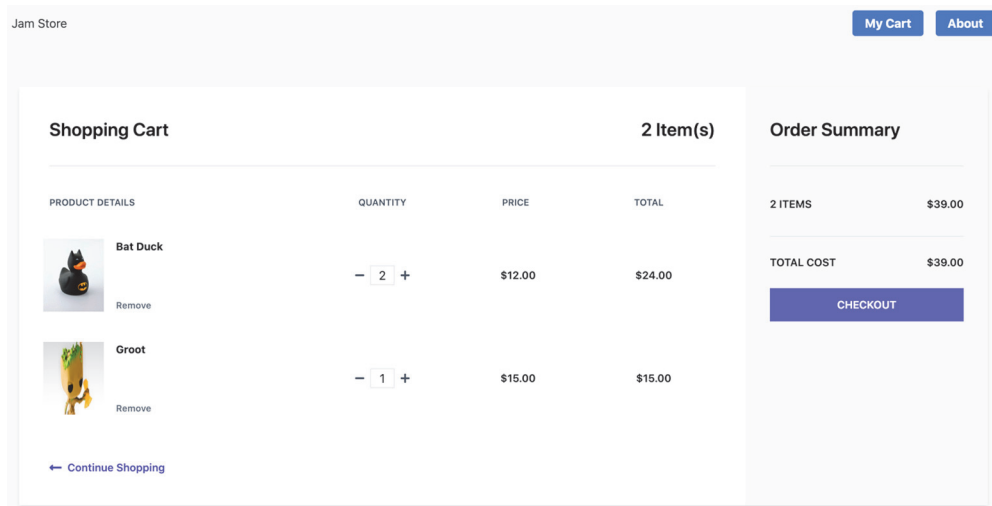 Jam Store My Cart About
Shopping Cart 2 Item(s) Order Summary
PRODUCT DETAILS QUANTITY PRICE TOTAL 2 ITEMS $39.00
Bat Duck
2 $12.00 $24.00 TOTAL COST $39.00
Remove CHECKOUT
Groot
1 $15.00 $15.00
Remove
Continue Shopping